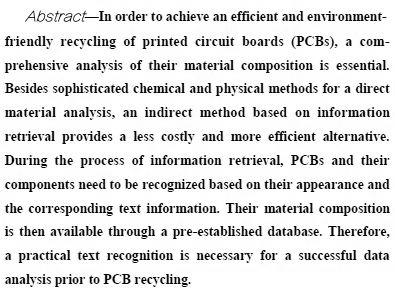 Abstract—In order to achieve an efficient and environment-
friendly recycling of printed circuit boards (PCBs), a com-
prehensive analysis of their material composition is essential.
Besides sophisticated chemical and physical methods for a direct
material analysis, an indirect method based on information
retrieval provides a less costly and more efficient alternative.
During the process of information retrieval, PCBs and their
components need to be recognized based on their appearance and
the corresponding text information. Their material composition
is then available through a pre-established database. Therefore,
a practical text recognition is necessary for a successful data
analysis prior to PCB recycling.